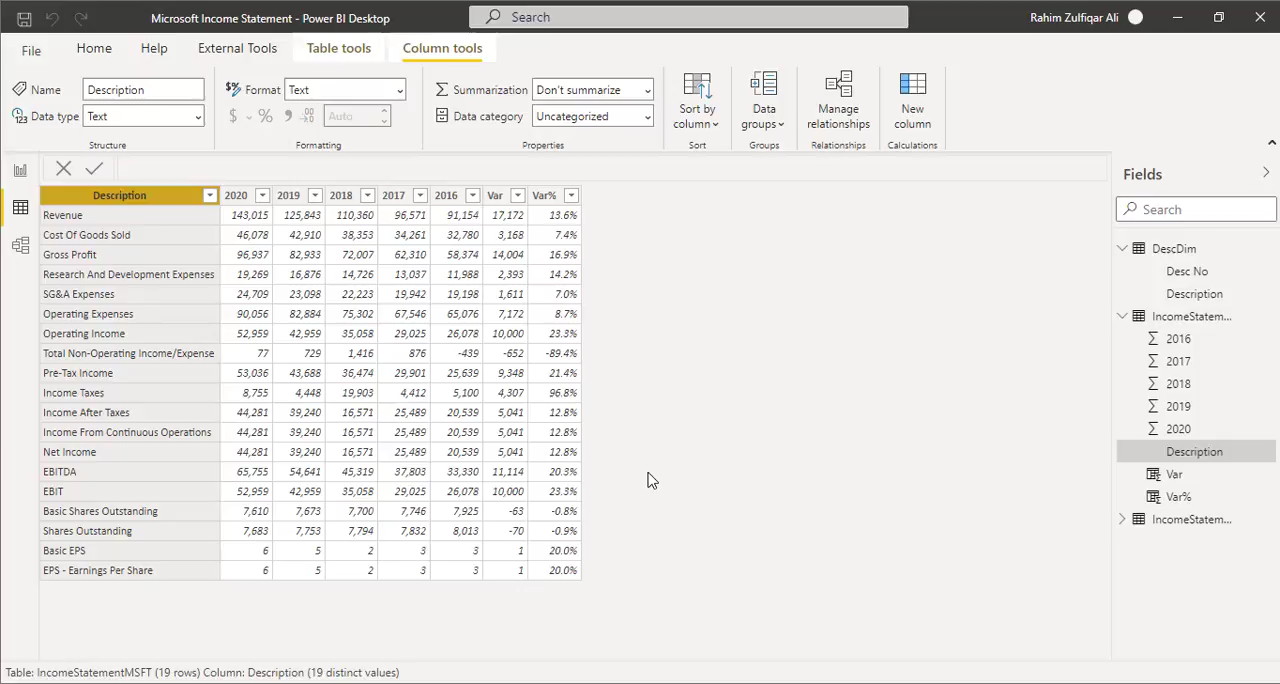 Microsoft Income Statement - Power BI Desktop
Search
Rahim Zulfiqar Ali
File
Home
Help
External Tools
Table tools
Column tools
Name
Description
Format
Text
Summarization
Don't summarize
Sort by
column
Data
groups
Manage
relationships
New
column
Data type
Text
$
%
Auto
Data category
Uncategorized
Structure
Formatting
Properties
Sort
Groups
Relationships
Calculations
Description 2020 2019 2018 2017 2016 Var Var%
Revenue 143,015 125,843 110,360 96,571 91,154 17,172 13.6%
Cost Of Goods Sold 46,078 42,910 38,353 34,261 32,780 3,168 7.4%
Gross Profit 96,937 82,933 72,007 62,310 58,374 14,004 16.9%
Research And Development Expenses 19,269 16,876 14,726 13,037 11,988 2,393 14.2%
SG&A Expenses 24,709 23,098 22,223 19,942 19,198 1,611 7.0%
Operating Expenses 90,056 82,884 75,302 67,546 65,076 7,172 8.7%
Operating Income 52,959 42,959 35,058 29,025 26,078 10,000 23.3%
Total Non-Operating Income/Expense 77 729 1,416 876 -439 -652 -89.4%
Pre-Tax Income 53,036 43,688 36,474 29,901 25,639 9,348 21.4%
Income Taxes 8,755 4,448 19,903 4,412 5,100 4,307 96.8%
Income After Taxes 44,281 39,240 16,571 25,489 20,539 5,041 12.8%
Income From Continuous Operations 44,281 39,240 16,571 25,489 20,539 5,041 12.8%
Net Income 44,281 39,240 16,571 25,489 20,539 5,041 12.8%
EBITDA 65,755 54,641 45,319 37,803 33,330 11,114 20.3%
EBIT 52,959 42,959 35,058 29,025 26,078 10,000 23.3%
Basic Shares Outstanding 7,610 7,673 7,700 7,746 7,925 -63 -0.8%
Shares Outstanding 7,683 7,753 7,794 7,832 8,013 -70 -0.9%
Basic EPS 6 5 2 3 3 1 20.0%
EPS - Earnings Per Share 6 5 2 3 3 1 20.0%
Fields
Search
DescDim
Desc No
Description
IncomeStatem...
2016
2017
2018
2019
2020
Description
Var
Var%
IncomeStatem...
Table: IncomeStatementMSFT (19 rows) Column: Description (19 distinct values)